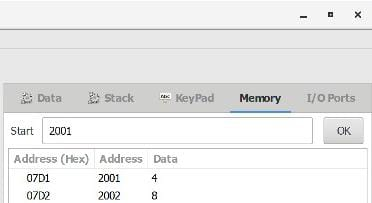 Data Stack KeyPad Memory I/O Ports
Start 2001 OK
Address (Hex) Address Data
07D1 2001 4
07D2 2002 8